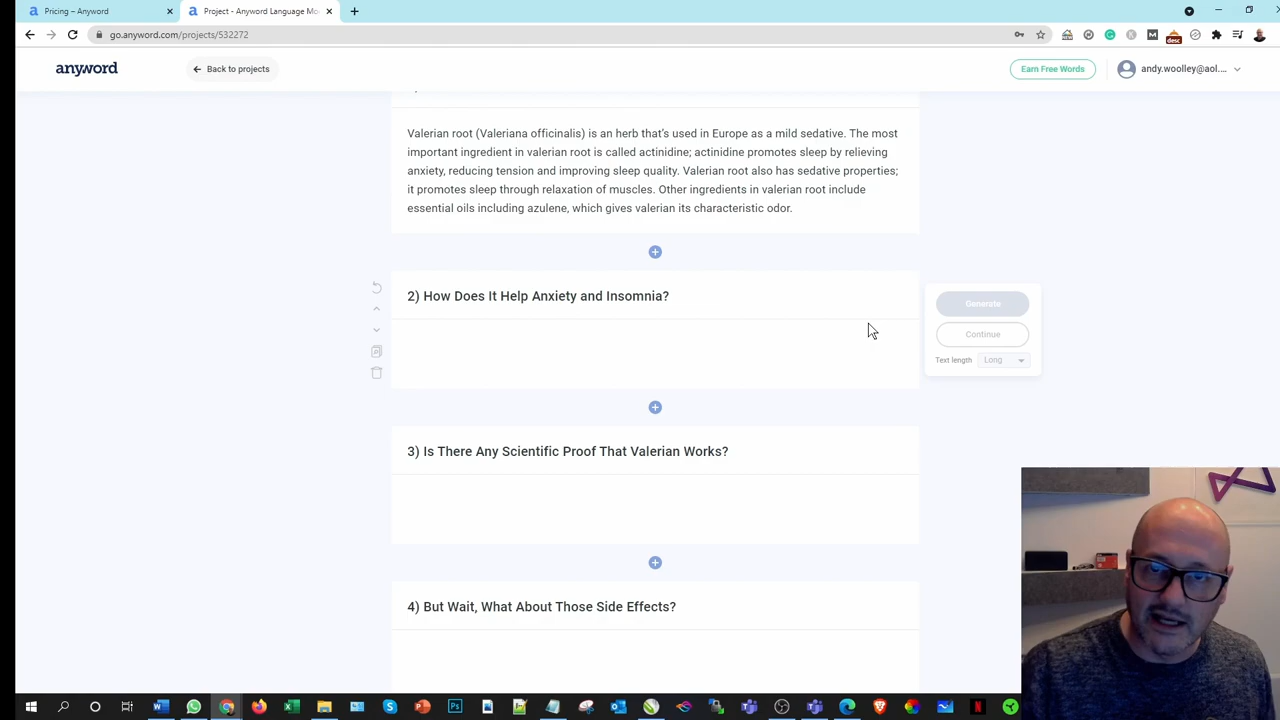 Pricing – Anyword
Project - Anyword Language Mo
go.anyword.com/projects/532272
desc
anyword
Back to projects
Earn Free Words
andy.woolley@aol....
Valerian root (Valeriana officinalis) is an herb that's used in Europe as a mild sedative. The most
important ingredient in valerian root is called actinidine; actinidine promotes sleep by relieving
anxiety, reducing tension and improving sleep quality. Valerian root also has sedative properties;
it promotes sleep through relaxation of muscles. Other ingredients in valerian root include
essential oils including azulene, which gives valerian its characteristic odor.
2) How Does It Help Anxiety and Insomnia?
Generate
Continue
Text length Long
3) Is There Any Scientific Proof That Valerian Works?
4) But Wait, What About Those Side Effects?